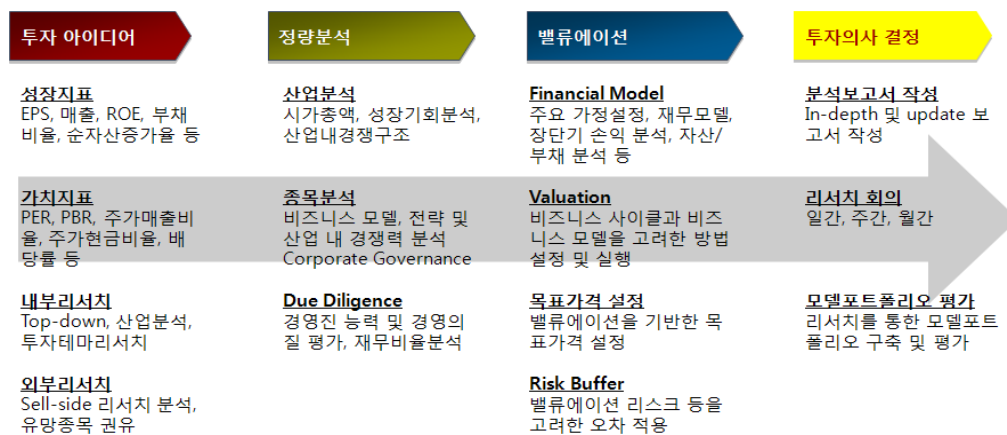 투자 아이디어
성장지표
EPS, 매출, ROE, 부채
비율, 순자산증가율 등
가치지표
PER, PBR, 주가매출비
율, 주가현금비율, 배
당률 등
내부리서치
Top-down, 산업분석,
투자테마리서치
외부리서치
Sell-side 리서치 분석,
유망종목 권유
정량분석
산업분석
시가총액, 성장기회분석,
산업내경쟁구조
종목분석
비즈니스 모델, 전략 및
산업 내 경쟁력 분석
Corporate Governance
Due Diligence
경영진 능력 및 경영의
질 평가, 재무비율분석
밸류에이션
Financial Model
주요 가정설정, 재무모델,
장단기 손익 분석, 자산/
부채 분석 등
Valuation
비즈니스 사이클과 비즈
니스 모델을 고려한 방법
설정 및 실행
목표가격 설정
밸류에이션을 기반한 목
표가격 설정
Risk Buffer
밸류에이션 리스크 등을
고려한 오차 적용
투자의사 결정
분석보고서 작성
In-depth 및 update 보
고서 작성
리서치 회의
일간, 주간, 월간
모델포트폴리오 평가
리서치를 통한 모델포트
폴리오 구축 및 평가